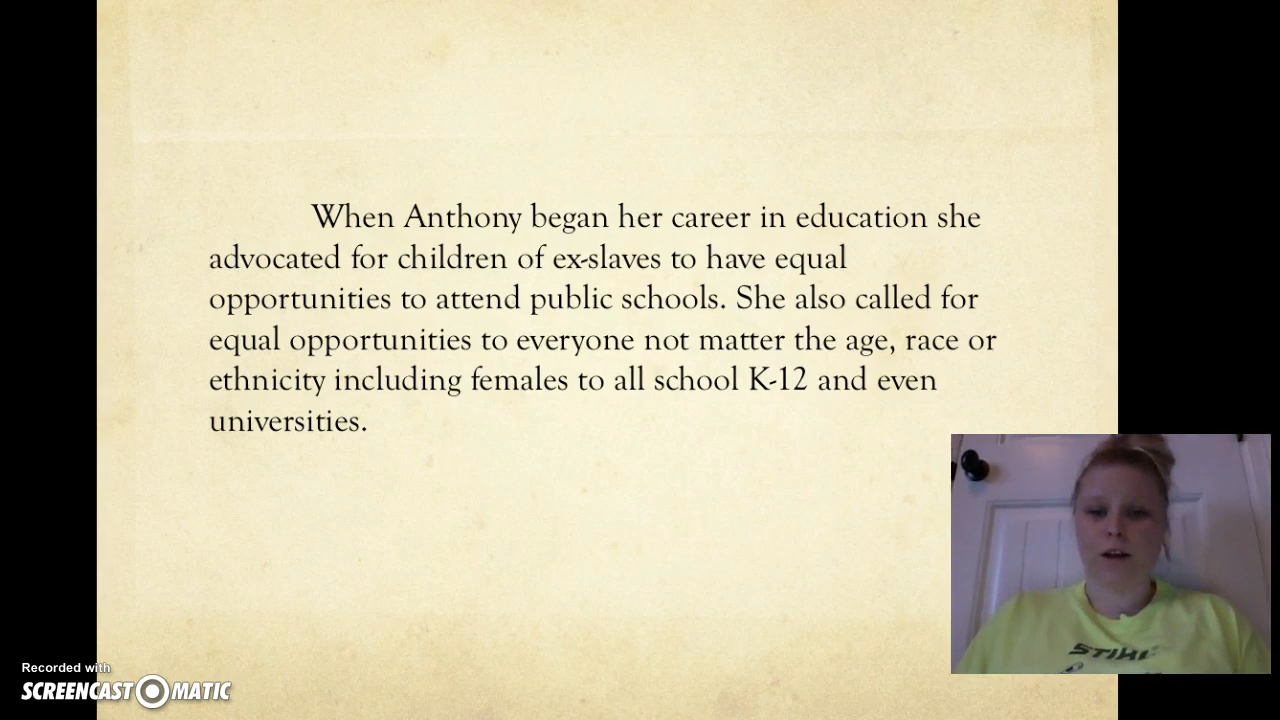 When Anthony began her career in education she
advocated for children of ex-slaves to have equal
opportunities to attend public schools. She also called for
equal opportunities to everyone not matter the age, race or
ethnicity including females to all school K-12 and even
universities.
STIHL
Recorded with
SCREENCAST O MATIC